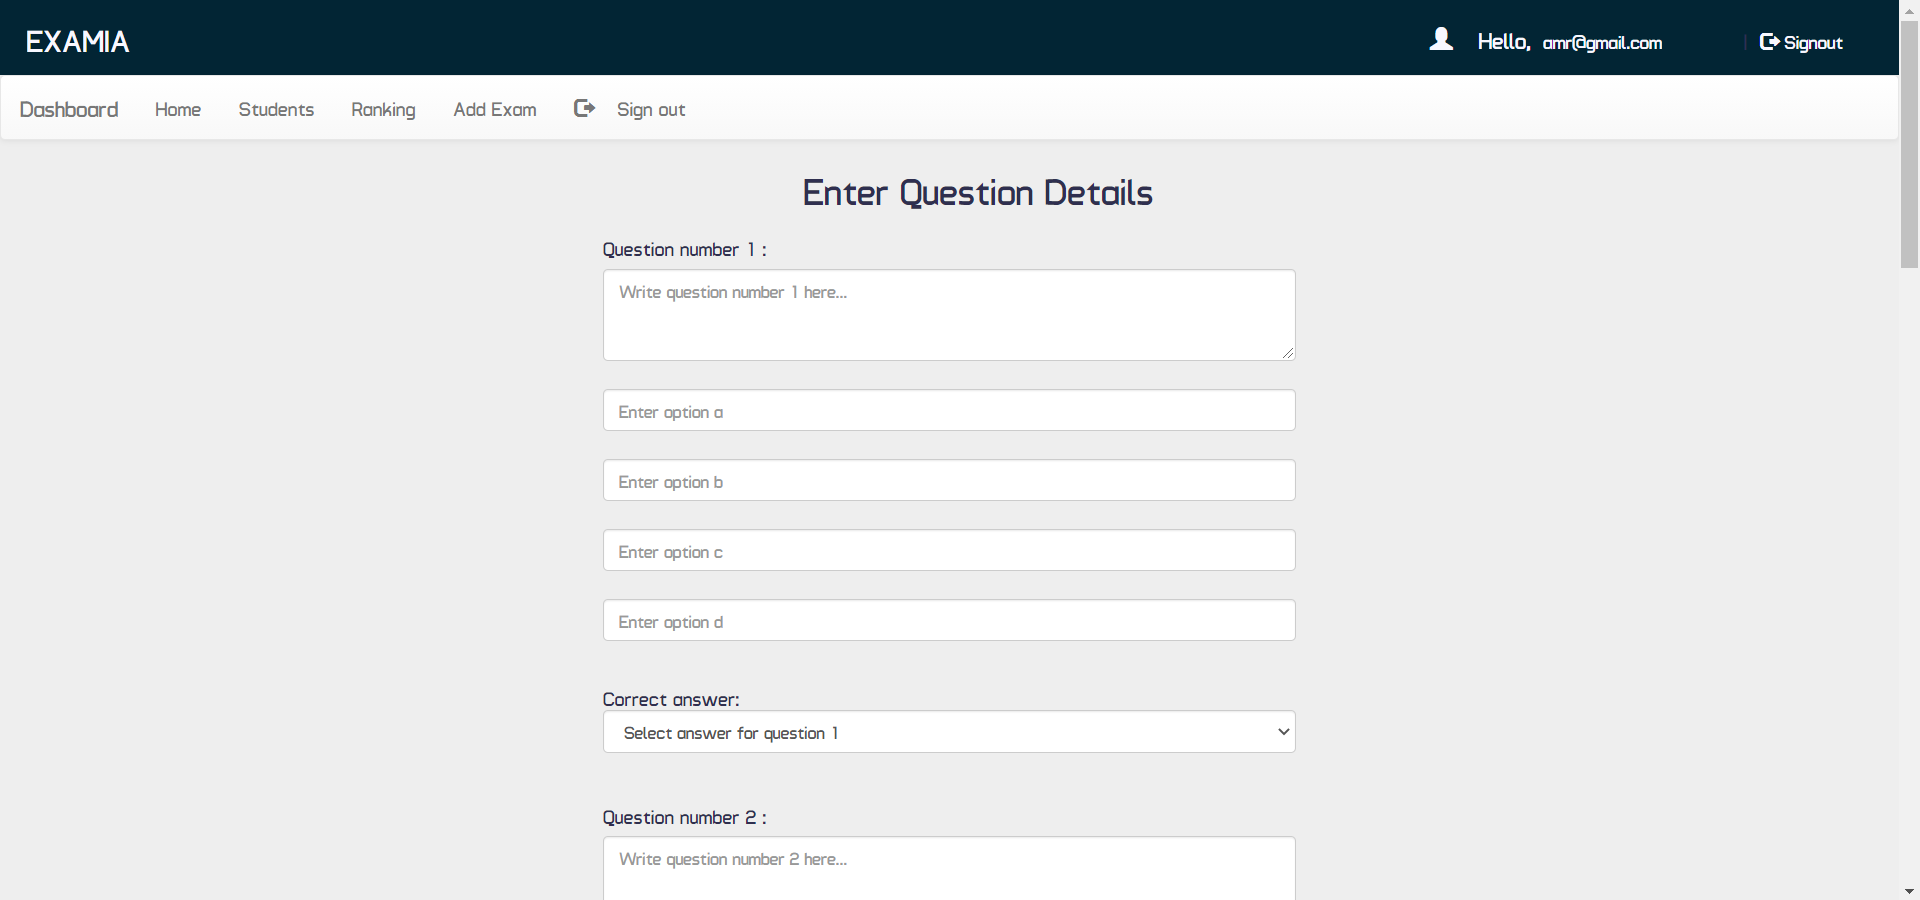 EXAMIA
Hello, amr@gmail.com | Signout
Dashboard Home Students Ranking Add Exam Sign out
Enter Question Details
Question number 1 :
Write question number 1 here...
Enter option a
Enter option b
Enter option c
Enter option d
Correct answer:
Select answer for question 1
Question number 2 :
Write question number 2 here...